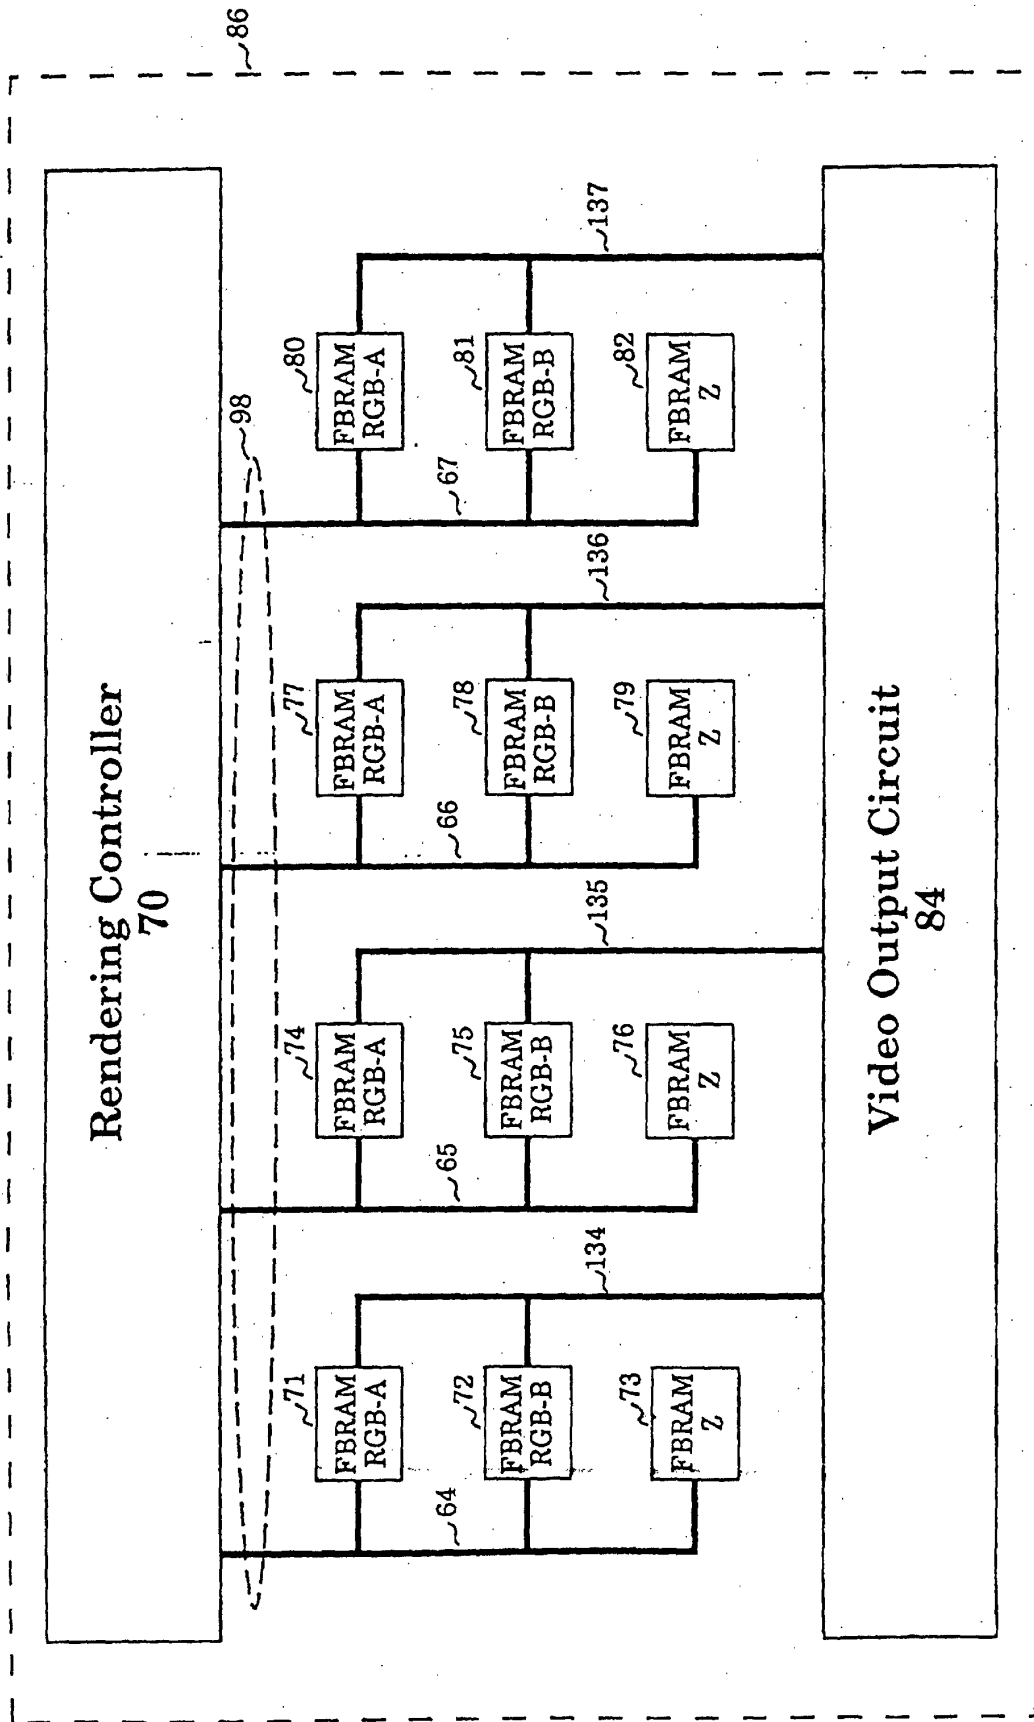 86
Rendering Controller
70
98
64
65
66
67
71
FBRAM
RGB-A
74
FBRAM
RGB-A
77
FBRAM
RGB-A
80
FBRAM
RGB-A
72
FBRAM
RGB-B
75
FBRAM
RGB-B
78
FBRAM
RGB-B
81
FBRAM
RGB-B
73
FBRAM
Z
76
FBRAM
Z
79
FBRAM
Z
82
FBRAM
Z
134
135
136
137
Video Output Circuit
84